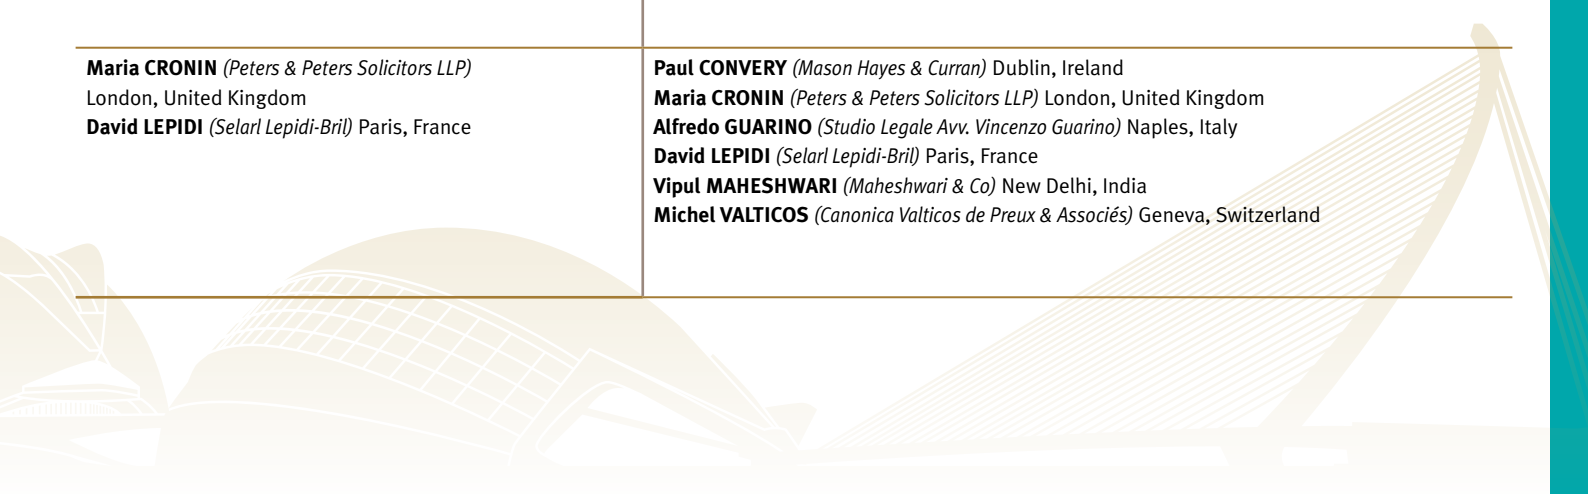 Maria CRONIN (Peters & Peters Solicitors LLP)
London, United Kingdom
David LEPIDI (Selarl Lepidi-Bril) Paris, France
Paul CONVERY (Mason Hayes & Curran) Dublin, Ireland
Maria CRONIN (Peters & Peters Solicitors LLP) London, United Kingdom
Alfredo GUARINO (Studio Legale Avv. Vincenzo Guarino) Naples, Italy
David LEPIDI (Selarl Lepidi-Bril) Paris, France
Vipul MAHESHWARI (Maheshwari & Co) New Delhi, India
Michel VALTICOS (Canonica Valticos de Preux & Associés) Geneva, Switzerland